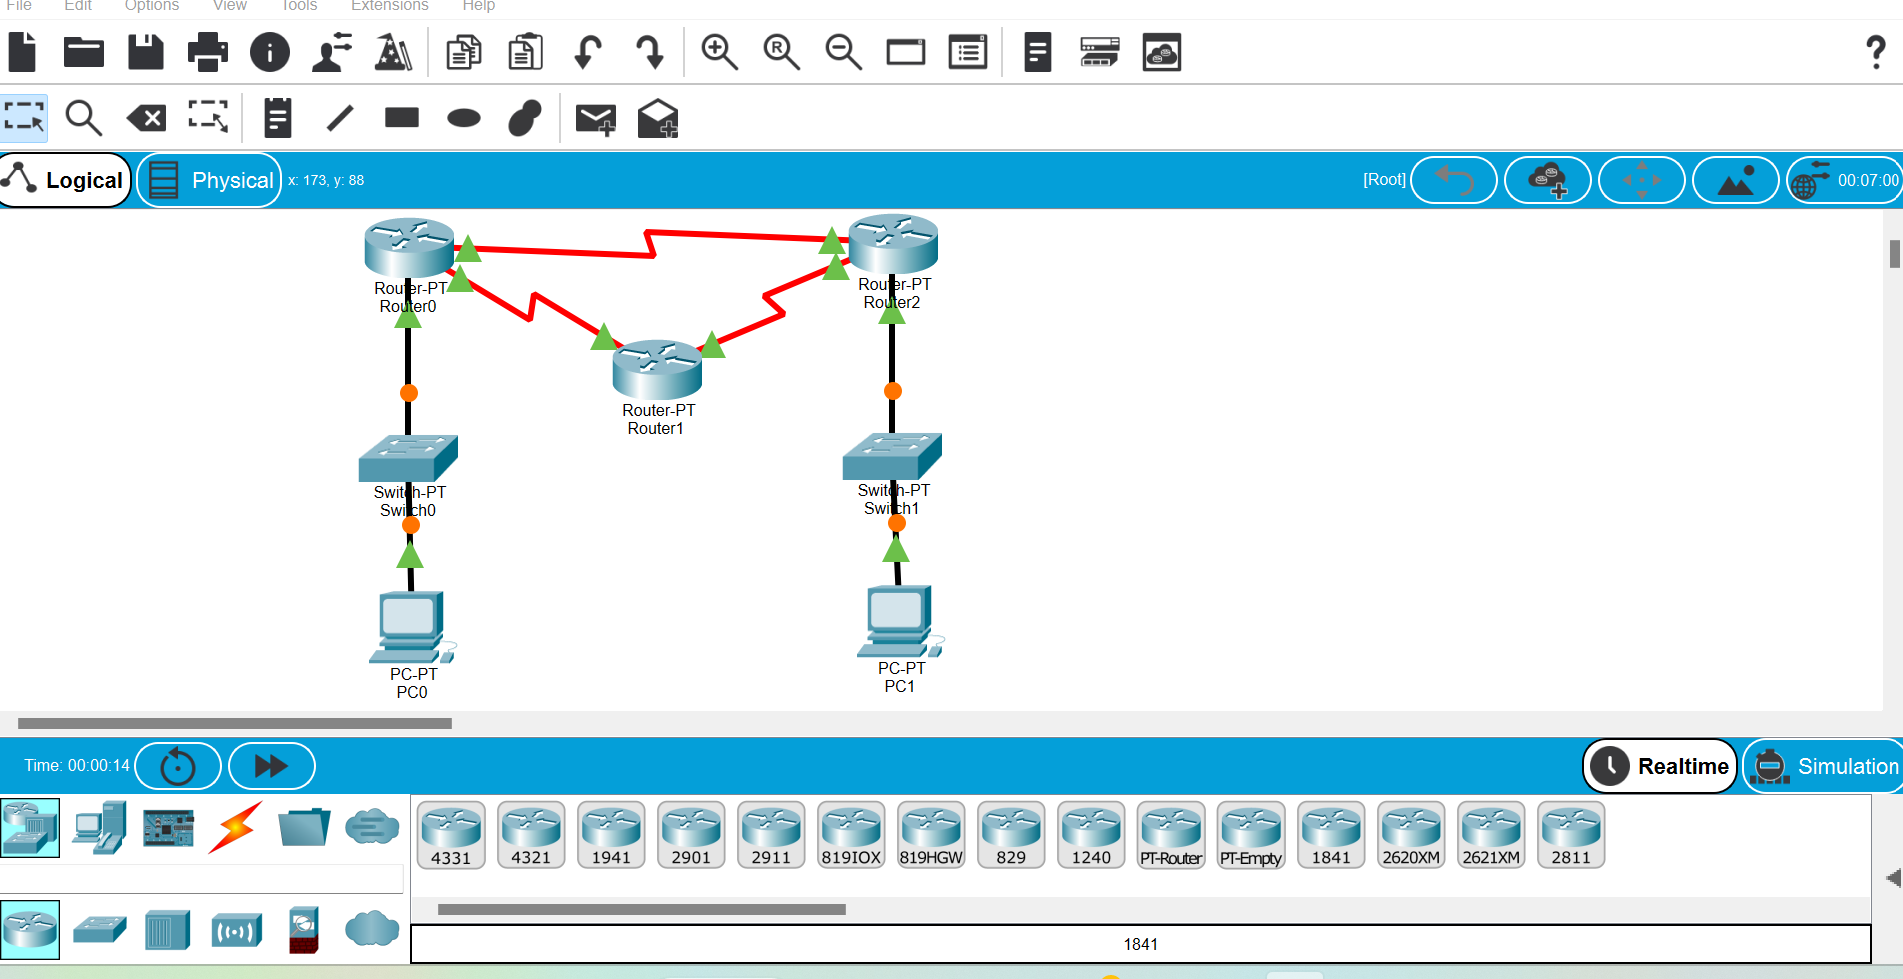 File Edit Options View Tools Extensions Help
Logical Physical x: 173, y: 88 [Root] 00:07:00
Router-PT
Router0
Router-PT
Router2
Router-PT
Router1
Switch-PT
Switch0
Switch-PT
Switch1
PC-PT
PC0
PC-PT
PC1
Time: 00:00:14 Realtime Simulation
4331 4321 1941 2901 2911 819IOX 819HGW 829 1240 PT-Router PT-Empty 1841 2620XM 2621XM 2811
1841